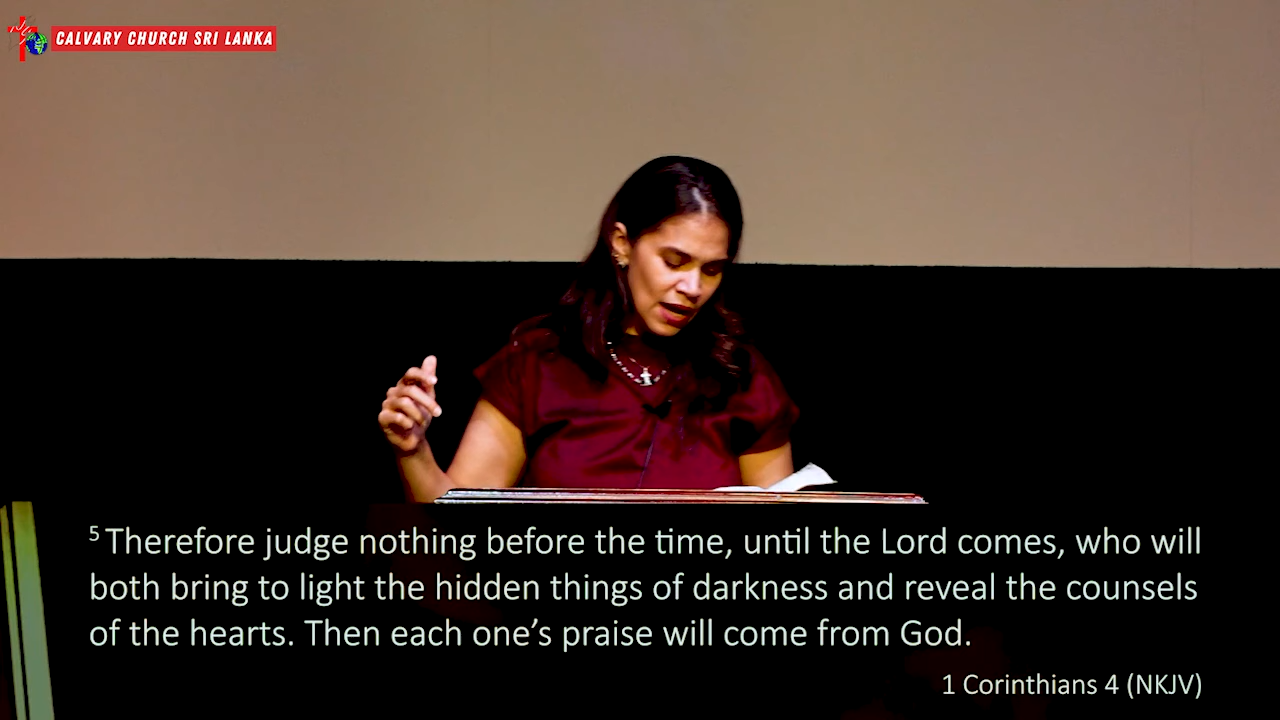 CALVARY CHURCH SRI LANKA
⁵ Therefore judge nothing before the time, until the Lord comes, who will
both bring to light the hidden things of darkness and reveal the counsels
of the hearts. Then each one’s praise will come from God.
1 Corinthians 4 (NKJV)